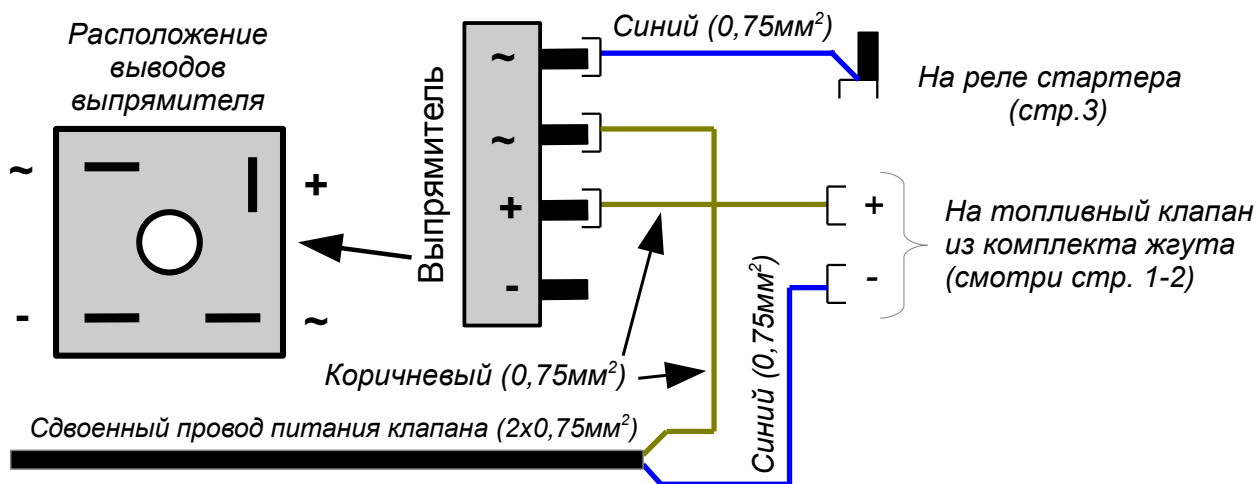 Расположение
выводов
выпрямителя
~
+
-
~
Выпрямитель
~
~
+
-
Синий (0,75мм²)
На реле стартера
(стр.3)
+
-
На топливный клапан
из комплекта жгута
(смотри стр. 1-2)
Коричневый (0,75мм²)
Синий (0,75мм²)
Сдвоенный провод питания клапана (2х0,75мм²)